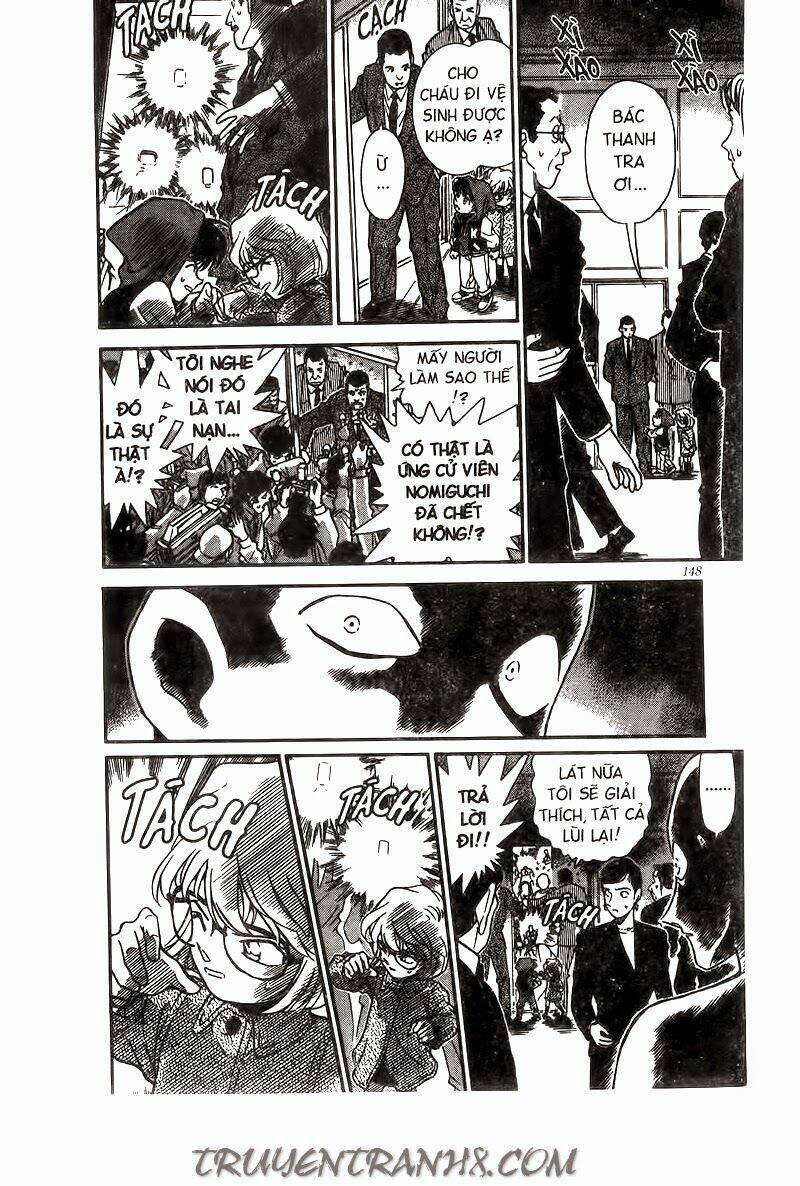 XÌ
XÀO
XÌ
XÀO
BÁC
THANH
TRA
ƠI...
CẠCH
CHO
CHÁU ĐI VỆ
SINH ĐƯỢC
KHÔNG Ạ?
Ừ
...
TÁCH
TÁCH
MẤY NGƯỜI
LÀM SAO THẾ
!?
CÓ THẬT LÀ
ỨNG CỬ VIÊN
NOMIGUCHI
ĐÃ CHẾT
KHÔNG!?
TÔI NGHE
NÓI ĐÓ
LÀ TAI
NẠN...
ĐÓ
LÀ SỰ
THẬT
À!?
148
......
LÁT NỮA
TÔI SẼ GIẢI
THÍCH, TẤT CẢ
LÙI LẠI!
TRẢ
LỜI
ĐI!!
TÁCH
TÁCH
TÁCH
TRUYENTRANH8.COM